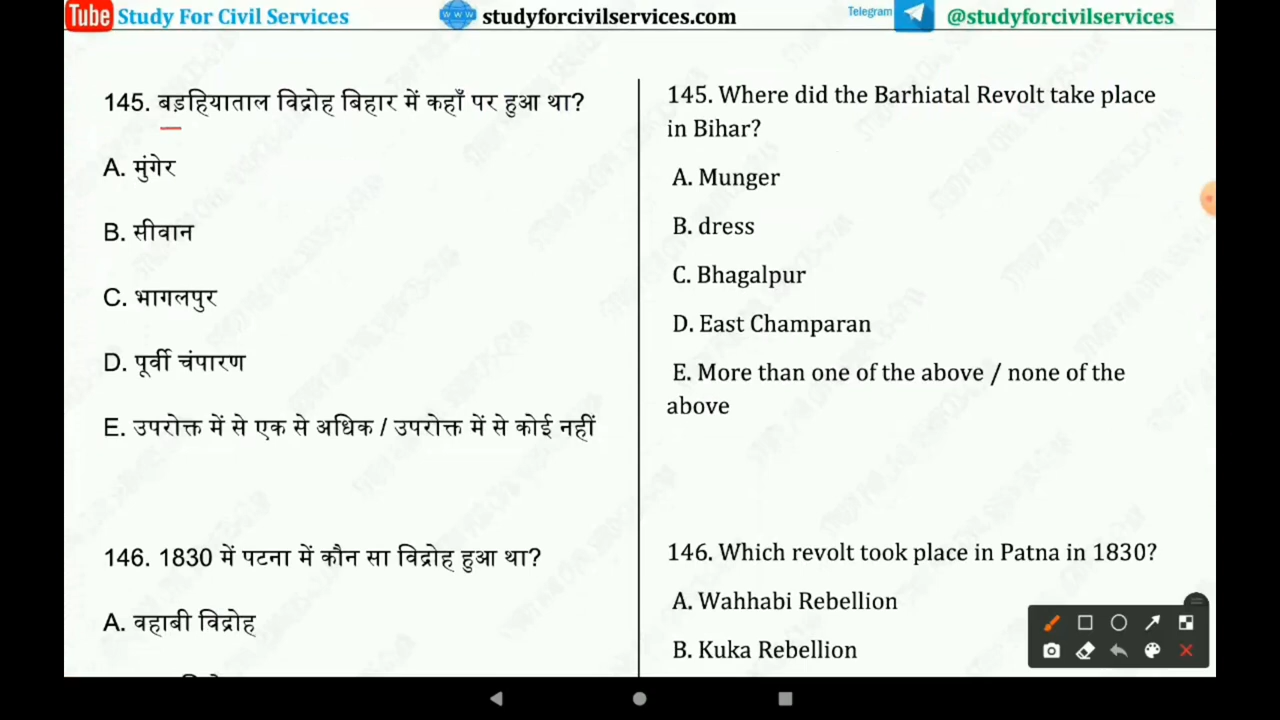 Tube Study For Civil Services
www studyforcivilservices.com
Telegram @studyforcivilservices
145. बड़हियाताल विद्रोह बिहार में कहाँ पर हुआ था?
A. मुंगेर
B. सीवान
C. भागलपुर
D. पूर्वी चंपारण
E. उपरोक्त में से एक से अधिक / उपरोक्त में से कोई नहीं
146. 1830 में पटना में कौन सा विद्रोह हुआ था?
A. वहाबी विद्रोह
145. Where did the Barhiatal Revolt take place
in Bihar?
A. Munger
B. dress
C. Bhagalpur
D. East Champaran
E. More than one of the above / none of the
above
146. Which revolt took place in Patna in 1830?
A. Wahhabi Rebellion
B. Kuka Rebellion